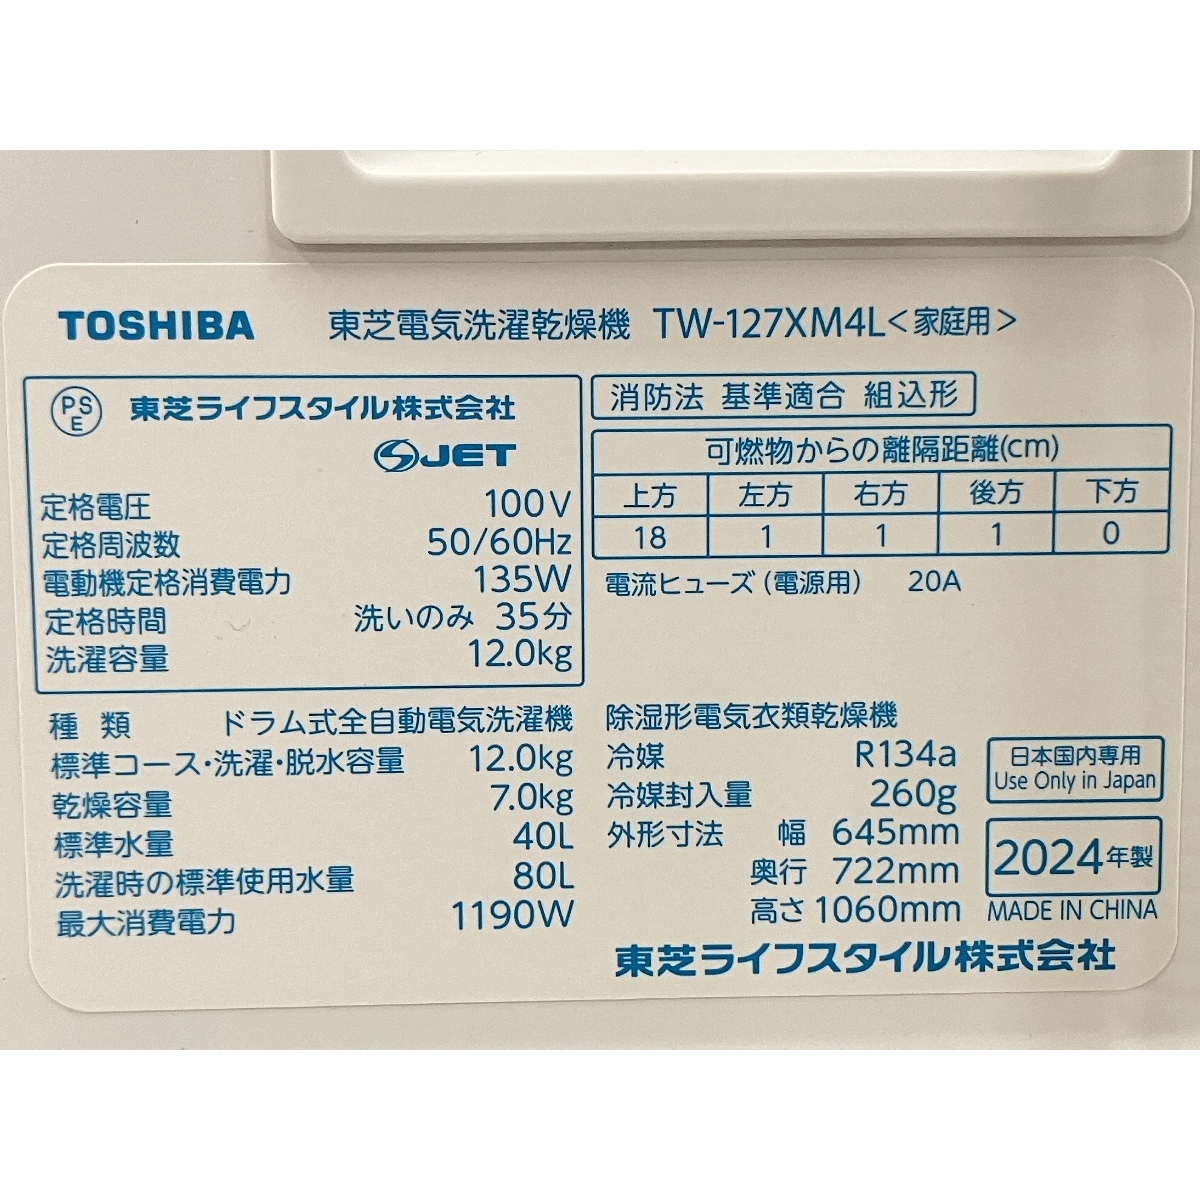 TOSHIBA 東芝電気洗濯乾燥機 TW-127XM4L<家庭用>
PSE 東芝ライフスタイル株式会社
JET
定格電圧 100V
定格周波数 50/60Hz
電動機定格消費電力 135W
定格時間 洗いのみ 35分
洗濯容量 12.0kg
種類 ドラム式全自動電気洗濯機
標準コース・洗濯・脱水容量 12.0kg
乾燥容量 7.0kg
標準水量 40L
洗濯時の標準使用水量 80L
最大消費電力 1190W
消防法 基準適合 組込形
可燃物からの離隔距離(cm)
上方 左方 右方 後方 下方
18 1 1 1 0
電流ヒューズ(電源用) 20A
除湿形電気衣類乾燥機
冷媒 R134a
冷媒封入量 260g
外形寸法 幅 645mm
奥行 722mm
高さ 1060mm
日本国内専用
Use Only in Japan
2024年製
MADE IN CHINA
東芝ライフスタイル株式会社